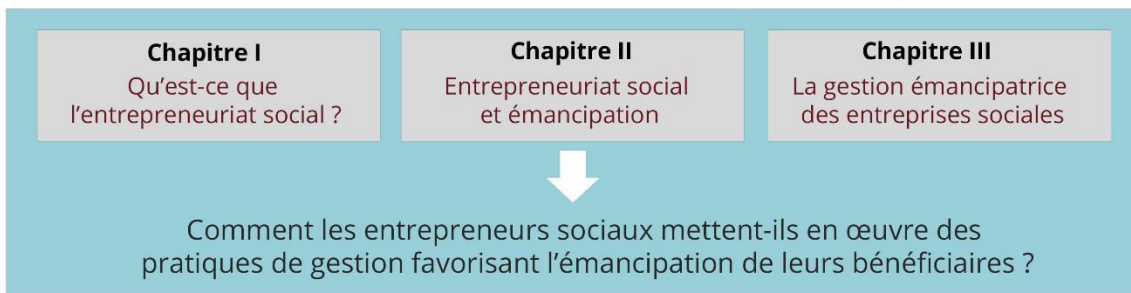 Chapitre I
Qu’est-ce que
l’entrepreneuriat social ?
Chapitre II
Entrepreneuriat social
et émancipation
Chapitre III
La gestion émancipatrice
des entreprises sociales
Comment les entrepreneurs sociaux mettent-ils en œuvre des
pratiques de gestion favorisant l’émancipation de leurs bénéficiaires ?